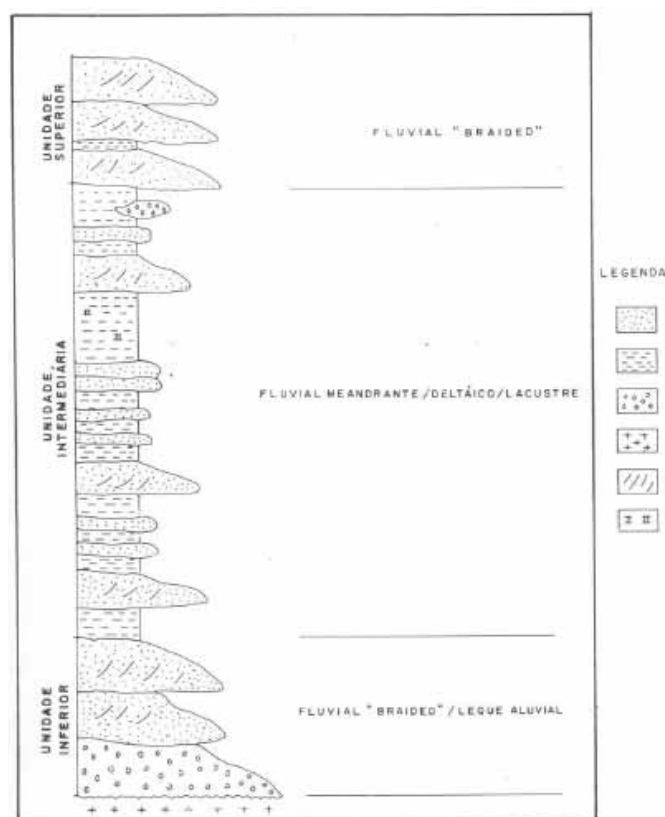 UNIDADE
SUPERIOR
FLUVIAL "BRAIDED"
UNIDADE
INTERMEDIÁRIA
FLUVIAL MEANDRANTE/DELTÁICO/LACUSTRE
UNIDADE
INFERIOR
FLUVIAL "BRAIDED"/LEQUE ALUVIAL
LEGENDA